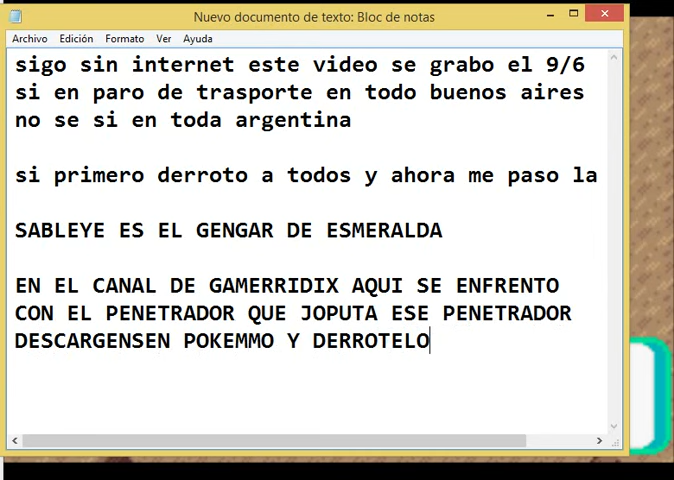 Nuevo documento de texto: Bloc de notas
Archivo Edición Formato Ver Ayuda
sigo sin internet este video se grabo el 9/6
si en paro de trasporte en todo buenos aires
no se si en toda argentina
si primero derroto a todos y ahora me paso la
SABLEYE ES EL GENGAR DE ESMERALDA
EN EL CANAL DE GAMERRIDIX AQUI SE ENFRENTO
CON EL PENETRADOR QUE JOPUTA ESE PENETRADOR
DESCARGENSEN POKEMMO Y DERROTELO